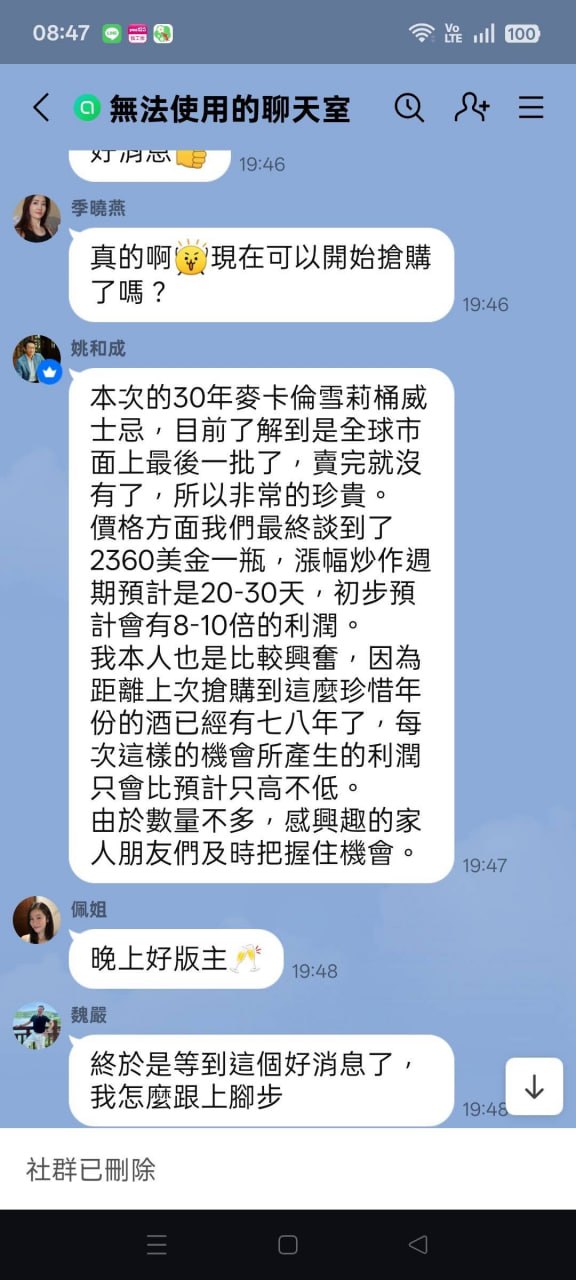 08:47
Vo
LTE
100
無法使用的聊天室
好消息👍
19:46
季曉燕
真的啊現在可以開始搶購
了嗎？
19:46
姚和成
本次的30年麥卡倫雪莉桶威
士忌，目前了解到是全球市
面上最後一批了，賣完就沒
有了，所以非常的珍貴。
價格方面我們最終談到了
2360美金一瓶，漲幅炒作週
期預計是20-30天，初步預
計會有8-10倍的利潤。
我本人也是比較興奮，因為
距離上次搶購到這麼珍惜年
份的酒已經有七八年了，每
次這樣的機會所產生的利潤
只會比預計只高不低。
由於數量不多，感興趣的家
人朋友們及時把握住機會。
19:47
佩姐
晚上好版主🥂
19:48
魏嚴
終於是等到這個好消息了，
我怎麼跟上腳步
19:48
社群已刪除